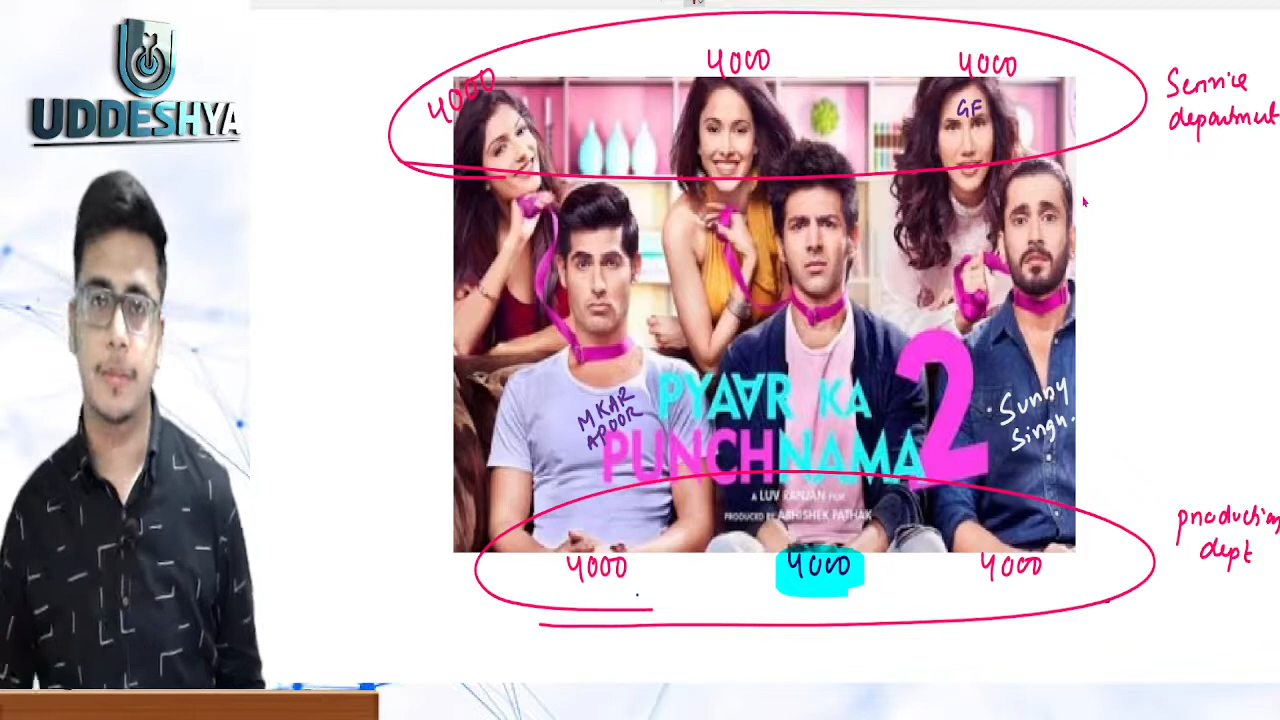 UDDESHYA
4000
4000
4000
Service
department
GF
MKAR
APOOR
Sunny
Singh.
PYAAR KA
PUNCHNAMA 2
A LUV RANJAN FILM
PRODUCED BY ABHISHEK PATHAK
4000
4000
4000
production
dept